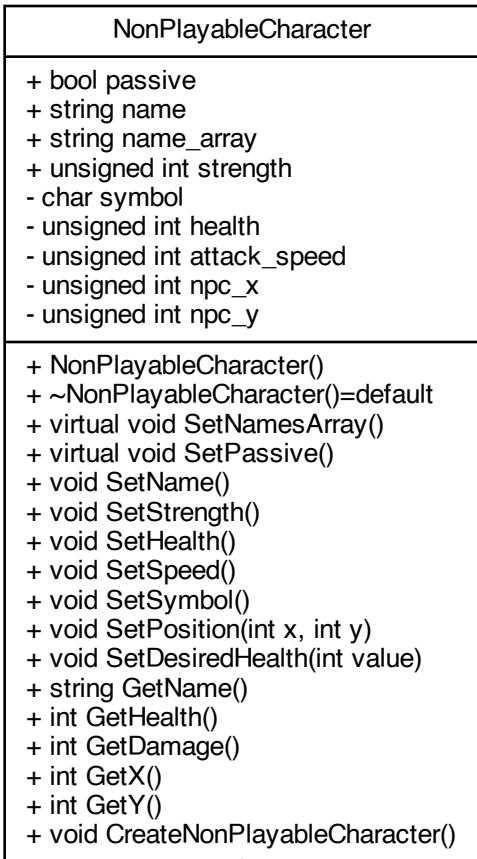 NonPlayableCharacter
+ bool passive
+ string name
+ string name_array
+ unsigned int strength
- char symbol
- unsigned int health
- unsigned int attack_speed
- unsigned int npc_x
- unsigned int npc_y
+ NonPlayableCharacter()
+ ~NonPlayableCharacter()=default
+ virtual void SetNamesArray()
+ virtual void SetPassive()
+ void SetName()
+ void SetStrength()
+ void SetHealth()
+ void SetSpeed()
+ void SetSymbol()
+ void SetPosition(int x, int y)
+ void SetDesiredHealth(int value)
+ string GetName()
+ int GetHealth()
+ int GetDamage()
+ int GetX()
+ int GetY()
+ void CreateNonPlayableCharacter()